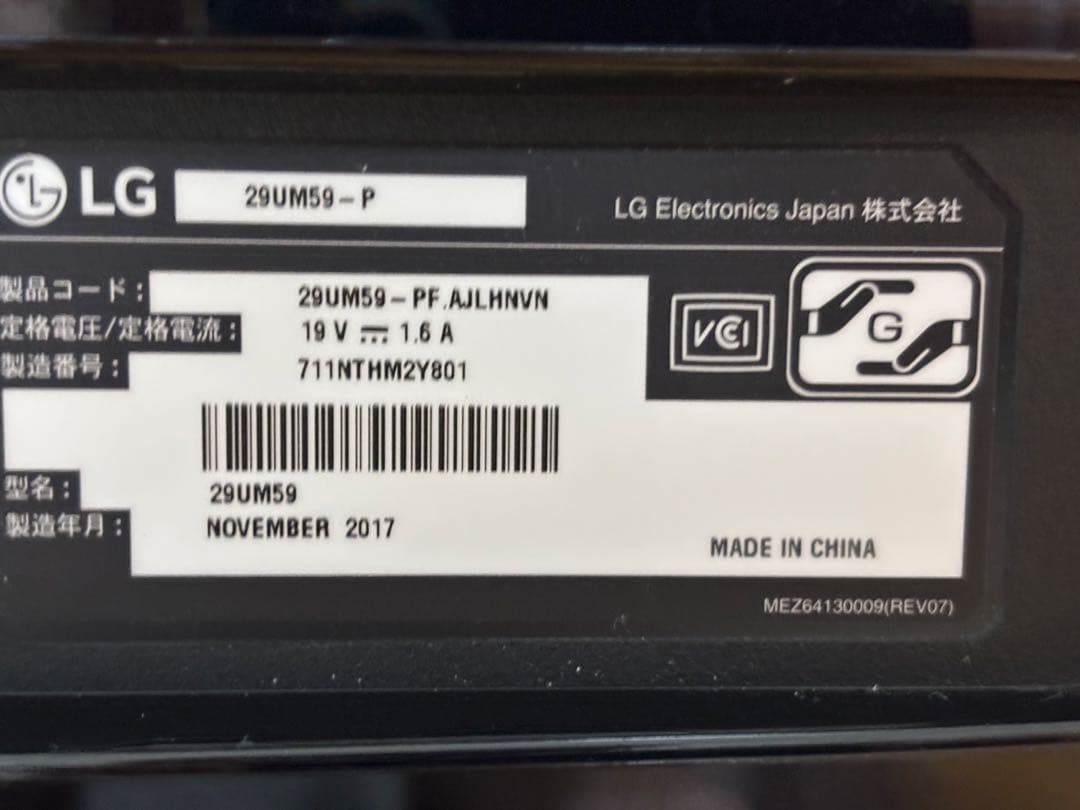 LG 29UM59-P LG Electronics Japan 株式会社
製品コード: 29UM59-PF.AJLHNVN
定格電圧/定格電流: 19 V ⎓ 1.6 A
製造番号: 711NTHM2Y801
VCCI
G
型名: 29UM59
製造年月: NOVEMBER 2017
MADE IN CHINA
MEZ64130009(REV07)